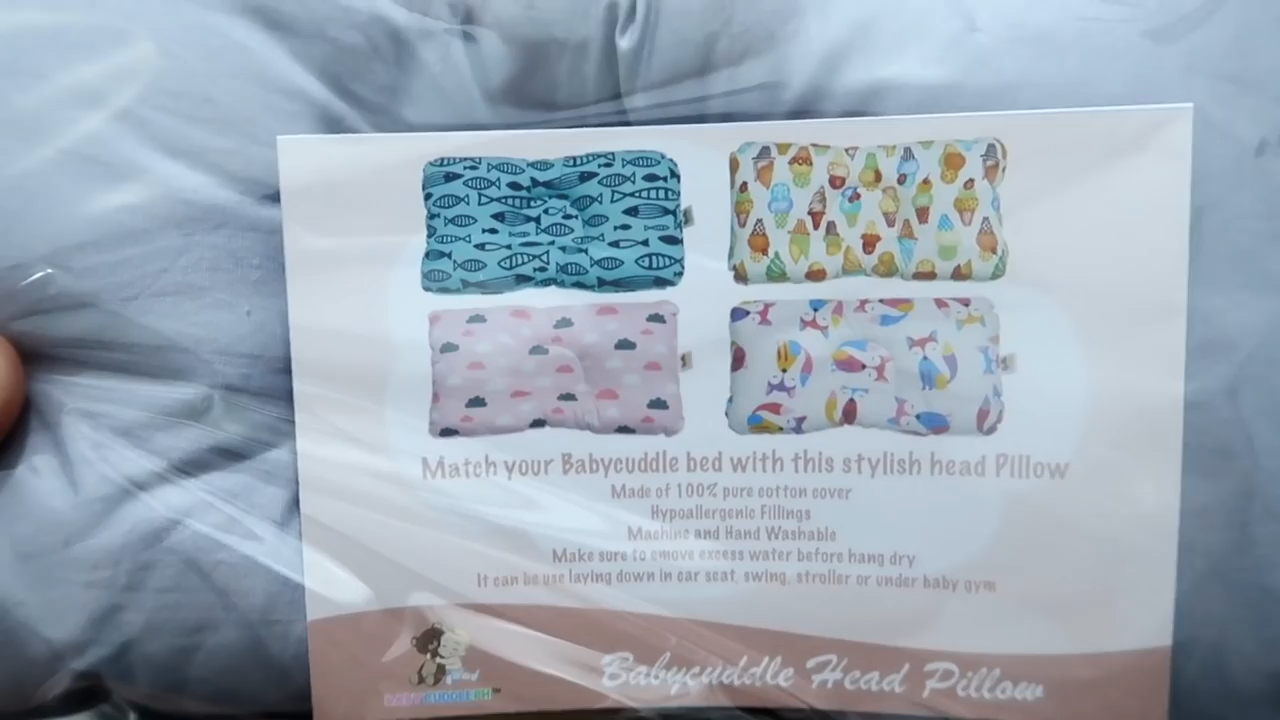 Match your Babycuddle bed with this stylish head Pillow
Made of 100% pure cotton cover
Hypoallergenic Fillings
Machine and Hand Washable
Make sure to emove excess water before hang dry
It can be use laying down in car seat, swing, stroller or under baby gym
Babycuddle Head Pillow
BABYCUDDLEPH™